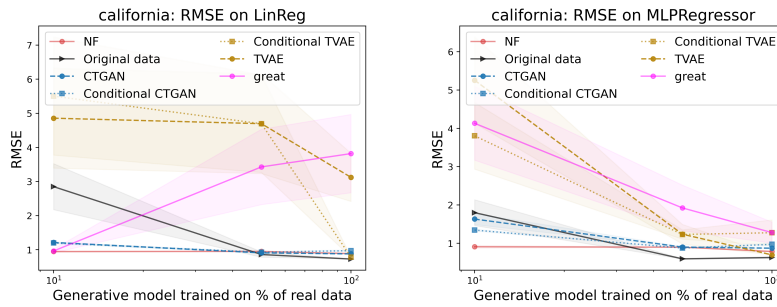 california: RMSE on LinReg
7
6
5
4
3
2
1
RMSE
NF
Original data
CTGAN
Conditional CTGAN
Conditional TVAE
TVAE
great
10¹
10²
Generative model trained on % of real data
california: RMSE on MLPRegressor
6
5
4
3
2
1
RMSE
NF
Original data
CTGAN
Conditional CTGAN
Conditional TVAE
TVAE
great
10¹
10
Generative model trained on % of real data